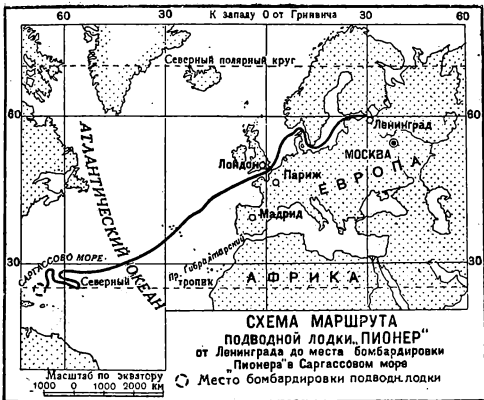 60
К западу 0 от Гринвича
60
Северный полярный круг
60
60
Ленинград
АТЛАНТИЧЕСКИЙ ОКЕАН
МОСКВА
Лондон
Париж
ЕВРОПА
Мадрид
Гибралтарский
Пр.
САРГАССОВО МОРЕ
30
30
Северный
тропик
АФРИКА
СХЕМА МАРШРУТА
ПОДВОДНОЙ ЛОДКИ „ПИОНЕР"
от Ленинграда до места бомбардировки
„Пионера" в Саргассовом море
Место бомбардировки подводн. лодки
Масштаб по экватору
1000 0 1000 2000 км